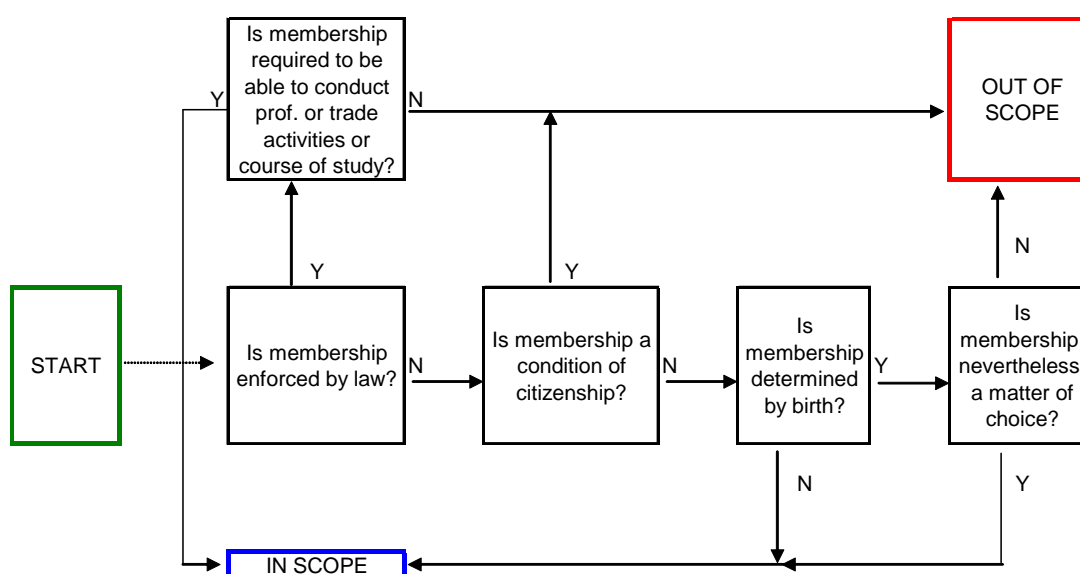 Is membership
required to be
able to conduct
prof. or trade
activities or
course of study?
Y
N
OUT OF
SCOPE
Y
Y
N
START
Is membership
enforced by law?
N
Is membership a
condition of
citizenship?
N
Is
membership
determined
by birth?
Y
Is
membership
nevertheless
a matter of
choice?
N
Y
IN SCOPE